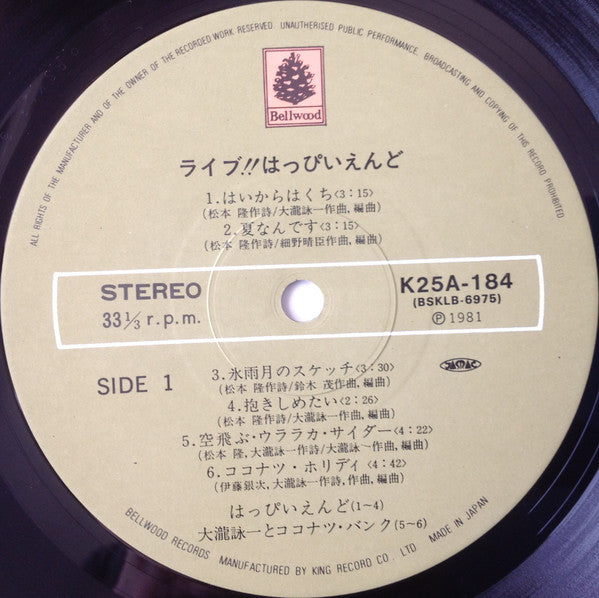 ALL RIGHTS OF THE MANUFACTURER AND OF THE OWNER OF THE RECORDED WORK RESERVED. UNAUTHORISED PUBLIC PERFORMANCE, BROADCASTING AND COPYING OF THIS RECORD PROHIBITED.
Bellwood
ライブ!!はっぴいえんど
1.はいからはくち〈3:15〉
(松本 隆作詩/大瀧詠一作曲、編曲)
2.夏なんです〈3:15〉
(松本 隆作詩/細野晴臣作曲、編曲)
STEREO
33⅓ r.p.m.
K25A-184
(BSKLB-6975)
Ⓟ 1981
SIDE 1
JASRAC
3.氷雨月のスケッチ〈3:30〉
(松本 隆作詩/鈴木 茂作曲、編曲)
4.抱きしめたい〈2:26〉
(松本 隆作詩/大瀧詠一作曲、編曲)
5.空飛ぶ・ウララカ・サイダー〈4:22〉
(松本 隆、大瀧詠一作詩/大瀧詠一作曲、編曲)
6.ココナツ・ホリデイ〈4:42〉
(伊藤銀次、大瀧詠一作詩、作曲、編曲)
はっぴいえんど(1~4)
大瀧詠一とココナツ・バンク(5~6)
BELLWOOD RECORDS MANUFACTURED BY KING RECORD CO. LTD. MADE IN JAPAN